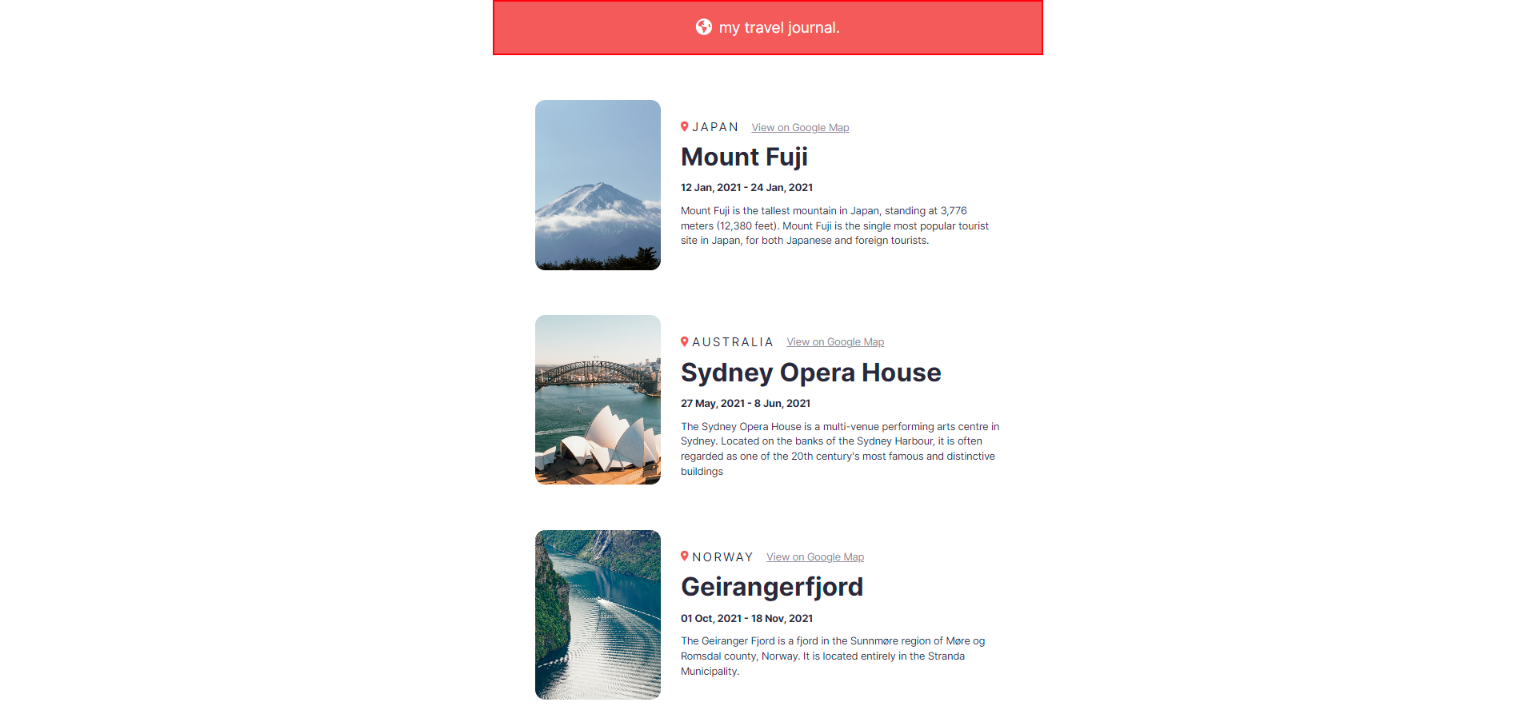 my travel journal.
JAPAN View on Google Map
Mount Fuji
12 Jan, 2021 - 24 Jan, 2021
Mount Fuji is the tallest mountain in Japan, standing at 3,776
meters (12,380 feet). Mount Fuji is the single most popular tourist
site in Japan, for both Japanese and foreign tourists.
AUSTRALIA View on Google Map
Sydney Opera House
27 May, 2021 - 8 Jun, 2021
The Sydney Opera House is a multi-venue performing arts centre in
Sydney. Located on the banks of the Sydney Harbour, it is often
regarded as one of the 20th century's most famous and distinctive
buildings
NORWAY View on Google Map
Geirangerfjord
01 Oct, 2021 - 18 Nov, 2021
The Geiranger Fjord is a fjord in the Sunnmøre region of Møre og
Romsdal county, Norway. It is located entirely in the Stranda
Municipality.